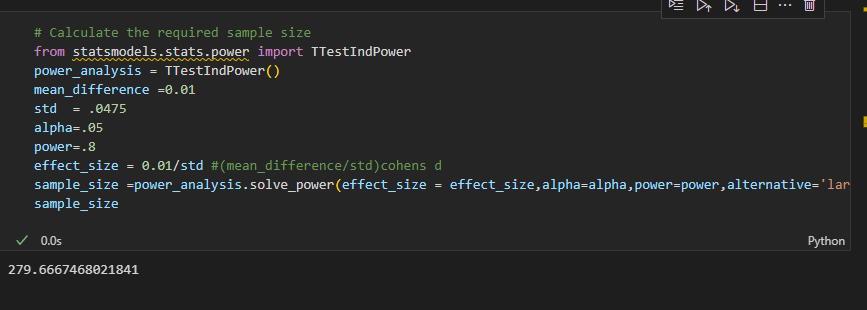 # Calculate the required sample size
from statsmodels.stats.power import TTestIndPower
power_analysis = TTestIndPower()
mean_difference =0.01
std  = .0475
alpha=.05
power=.8
effect_size = 0.01/std #(mean_difference/std)cohens d
sample_size =power_analysis.solve_power(effect_size = effect_size,alpha=alpha,power=power,alternative='lar
sample_size
0.0s
Python
279.6667468021841